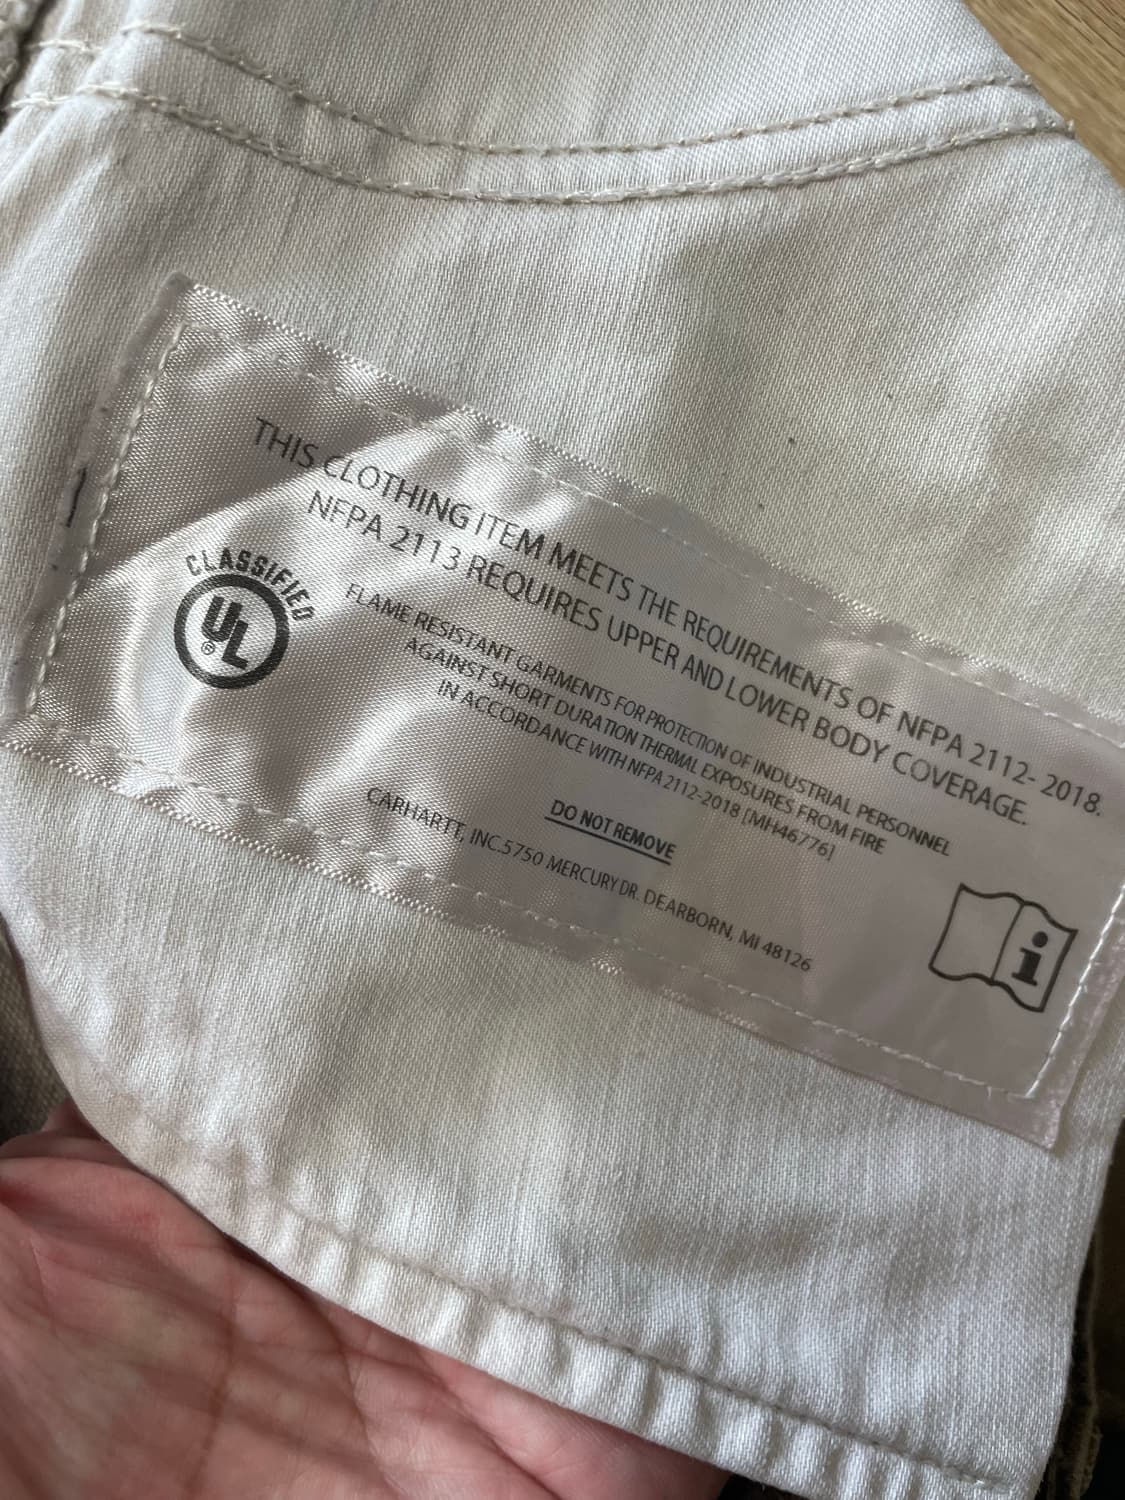 THIS CLOTHING ITEM MEETS THE REQUIREMENTS OF NFPA 2112- 2018.
NFPA 2113 REQUIRES UPPER AND LOWER BODY COVERAGE.
CLASSIFIED
UL
®
FLAME RESISTANT GARMENTS FOR PROTECTION OF INDUSTRIAL PERSONNEL
AGAINST SHORT DURATION THERMAL EXPOSURES FROM FIRE
IN ACCORDANCE WITH NFPA 2112-2018 [MH46776]
DO NOT REMOVE
CARHARTT, INC.5750 MERCURY DR. DEARBORN, MI 48126
i